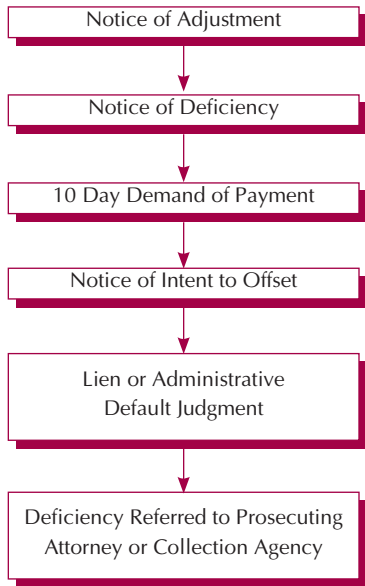 Notice of Adjustment
Notice of Deficiency
10 Day Demand of Payment
Notice of Intent to Offset
Lien or Administrative
Default Judgment
Deficiency Referred to Prosecuting
Attorney or Collection Agency